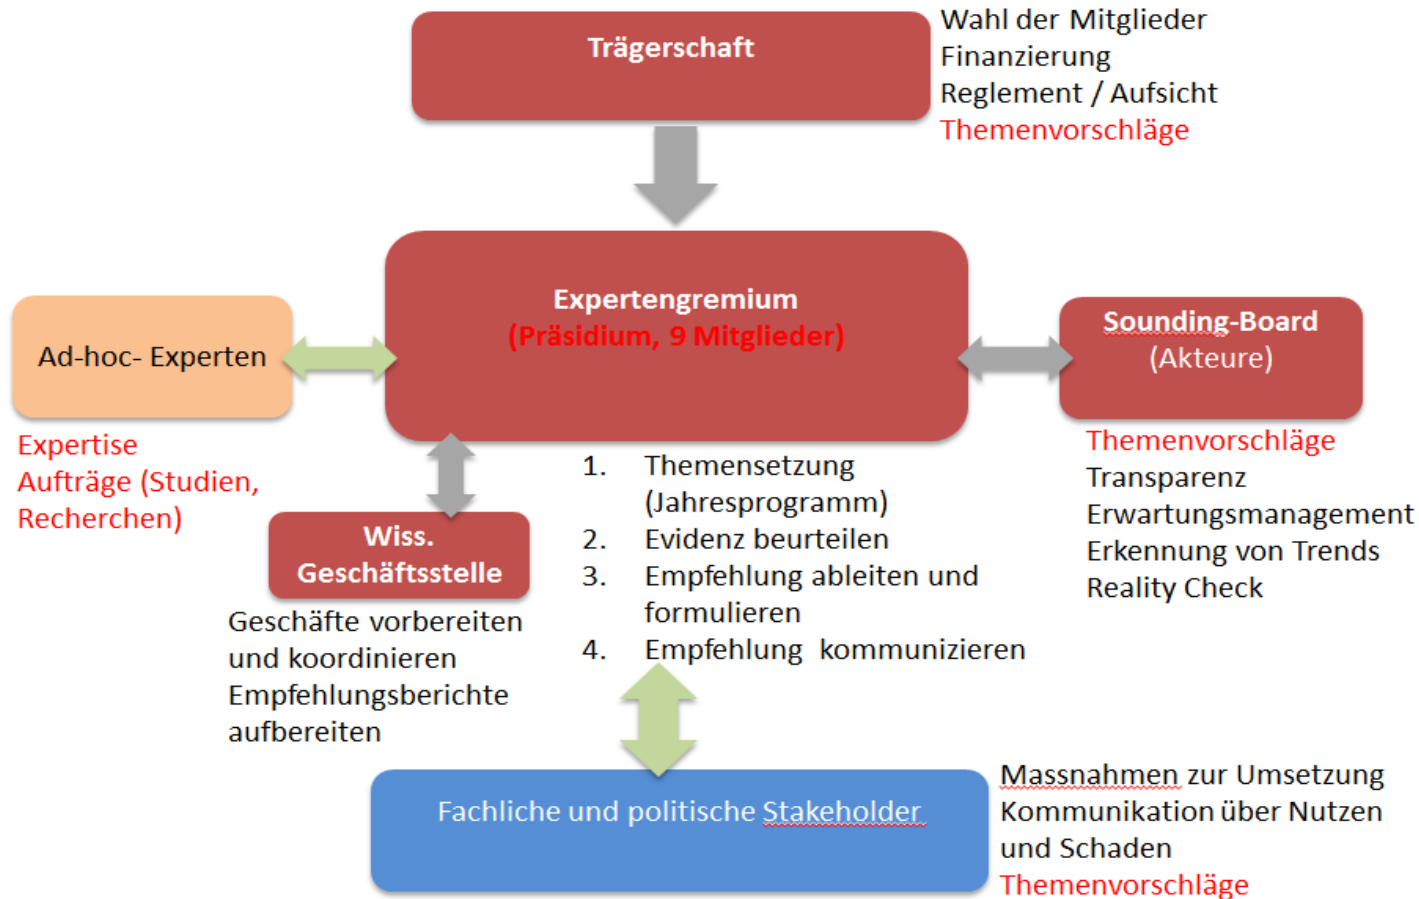 Trägerschaft
Wahl der Mitglieder
Finanzierung
Reglement / Aufsicht
Themenvorschläge
Expertengremium
(Präsidium, 9 Mitglieder)
Ad-hoc- Experten
Expertise
Aufträge (Studien,
Recherchen)
Sounding-Board
(Akteure)
Themenvorschläge
Transparenz
Erwartungsmanagement
Erkennung von Trends
Reality Check
Wiss.
Geschäftsstelle
Geschäfte vorbereiten
und koordinieren
Empfehlungsberichte
aufbereiten
1. Themensetzung
(Jahresprogramm)
2. Evidenz beurteilen
3. Empfehlung ableiten und
formulieren
4. Empfehlung kommunizieren
Fachliche und politische Stakeholder
Massnahmen zur Umsetzung
Kommunikation über Nutzen
und Schaden
Themenvorschläge